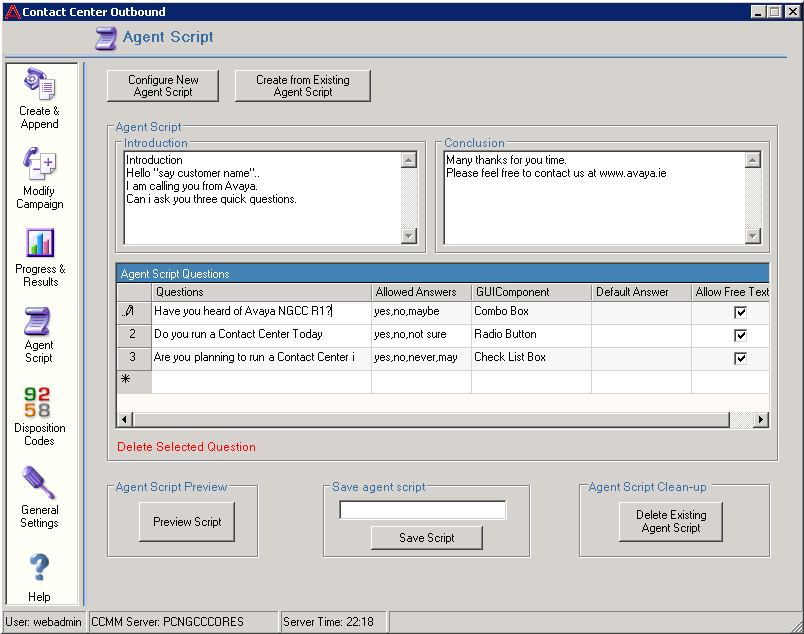 Contact Center Outbound
Agent Script
Create &
Append
Modify
Campaign
Progress &
Results
Agent
Script
92
58
Disposition
Codes
General
Settings
Help
Configure New
Agent Script
Create from Existing
Agent Script
Agent Script
Introduction
Introduction
Hello "say customer name"..
I am calling you from Avaya.
Can i ask you three quick questions.
Conclusion
Many thanks for you time.
Please feel free to contact us at www.avaya.ie
Agent Script Questions
Questions Allowed Answers GUIComponent Default Answer Allow Free Text
Have you heard of Avaya NGCC R1? yes,no,maybe Combo Box
2 Do you run a Contact Center Today yes,no,not sure Radio Button
3 Are you planning to run a Contact Center i yes,no,never,may Check List Box
Delete Selected Question
Agent Script Preview
Preview Script
Save agent script
Save Script
Agent Script Clean-up
Delete Existing
Agent Script
User: webadmin CCMM Server: PCNGCCCORES Server Time: 22:18